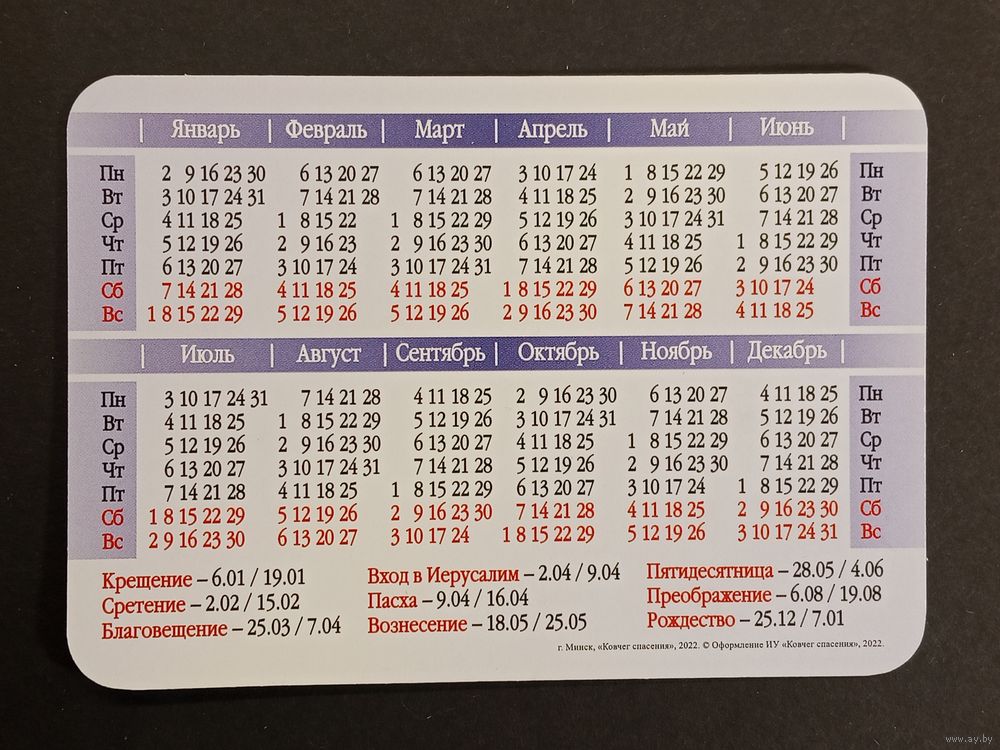 Январь | Февраль | Март | Апрель | Май | Июнь
Пн 2 9 16 23 30 6 13 20 27 6 13 20 27 3 10 17 24 1 8 15 22 29 5 12 19 26 Пн
Вт 3 10 17 24 31 7 14 21 28 7 14 21 28 4 11 18 25 2 9 16 23 30 6 13 20 27 Вт
Ср 4 11 18 25 1 8 15 22 1 8 15 22 29 5 12 19 26 3 10 17 24 31 7 14 21 28 Ср
Чт 5 12 19 26 2 9 16 23 2 9 16 23 30 6 13 20 27 4 11 18 25 1 8 15 22 29 Чт
Пт 6 13 20 27 3 10 17 24 3 10 17 24 31 7 14 21 28 5 12 19 26 2 9 16 23 30 Пт
Сб 7 14 21 28 4 11 18 25 4 11 18 25 1 8 15 22 29 6 13 20 27 3 10 17 24 Сб
Вс 1 8 15 22 29 5 12 19 26 5 12 19 26 2 9 16 23 30 7 14 21 28 4 11 18 25 Вс
Июль | Август | Сентябрь | Октябрь | Ноябрь | Декабрь
Пн 3 10 17 24 31 7 14 21 28 4 11 18 25 2 9 16 23 30 6 13 20 27 4 11 18 25 Пн
Вт 4 11 18 25 1 8 15 22 29 5 12 19 26 3 10 17 24 31 7 14 21 28 5 12 19 26 Вт
Ср 5 12 19 26 2 9 16 23 30 6 13 20 27 4 11 18 25 1 8 15 22 29 6 13 20 27 Ср
Чт 6 13 20 27 3 10 17 24 31 7 14 21 28 5 12 19 26 2 9 16 23 30 7 14 21 28 Чт
Пт 7 14 21 28 4 11 18 25 1 8 15 22 29 6 13 20 27 3 10 17 24 1 8 15 22 29 Пт
Сб 1 8 15 22 29 5 12 19 26 2 9 16 23 30 7 14 21 28 4 11 18 25 2 9 16 23 30 Сб
Вс 2 9 16 23 30 6 13 20 27 3 10 17 24 1 8 15 22 29 5 12 19 26 3 10 17 24 31 Вс
Крещение – 6.01 / 19.01
Сретение – 2.02 / 15.02
Благовещение – 25.03 / 7.04
Вход в Иерусалим – 2.04 / 9.04
Пасха – 9.04 / 16.04
Вознесение – 18.05 / 25.05
Пятидесятница – 28.05 / 4.06
Преображение – 6.08 / 19.08
Рождество – 25.12 / 7.01
г. Минск, «Ковчег спасения», 2022. © Оформление ИУ «Ковчег спасения», 2022.
www.ay.by